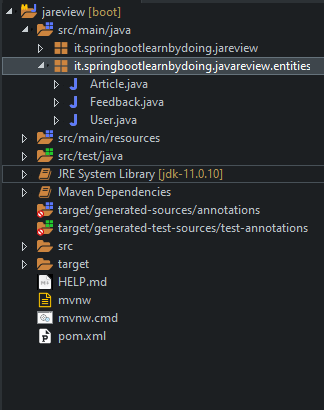 jareview [boot]
src/main/java
it.springbootlearnbydoing.jareview
it.springbootlearnbydoing.javareview.entities
Article.java
Feedback.java
User.java
src/main/resources
src/test/java
JRE System Library [jdk-11.0.10]
Maven Dependencies
target/generated-sources/annotations
target/generated-test-sources/test-annotations
src
target
HELP.md
mvnw
mvnw.cmd
pom.xml